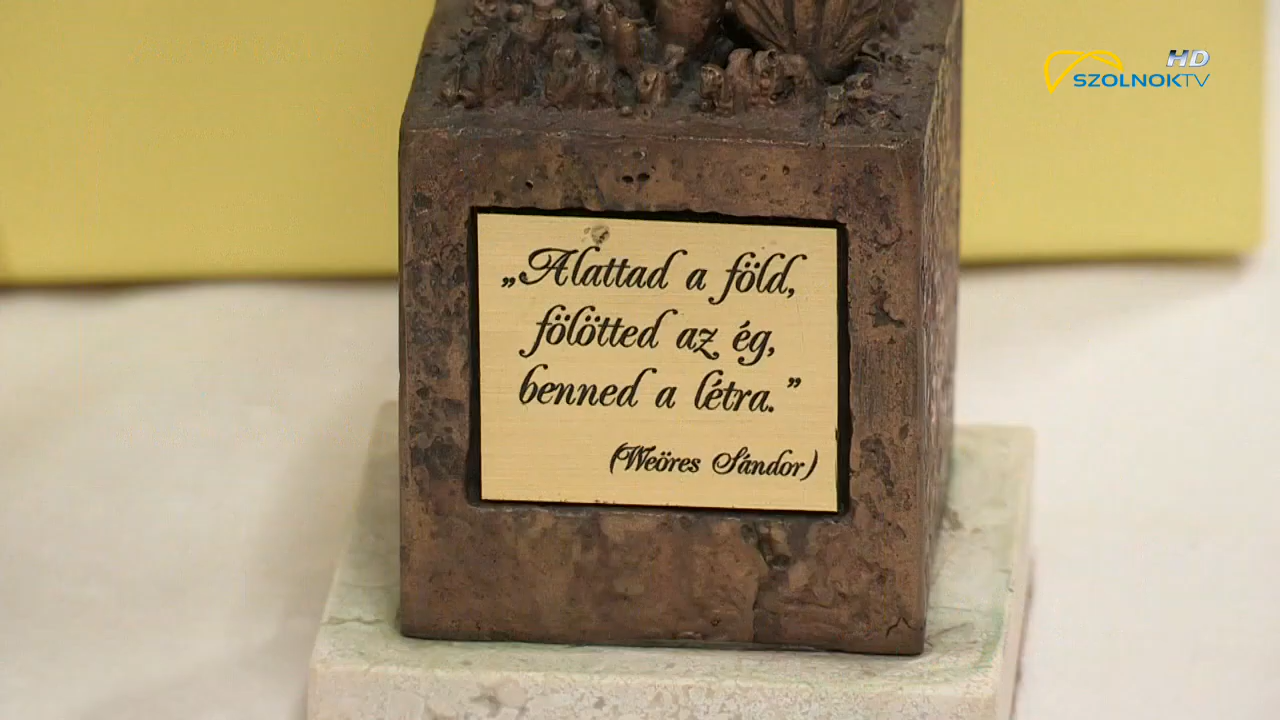 HD
SZOLNOKTV
„Alattad a föld,
fölötted az ég,
benned a létra.”
(Weöres Sándor)